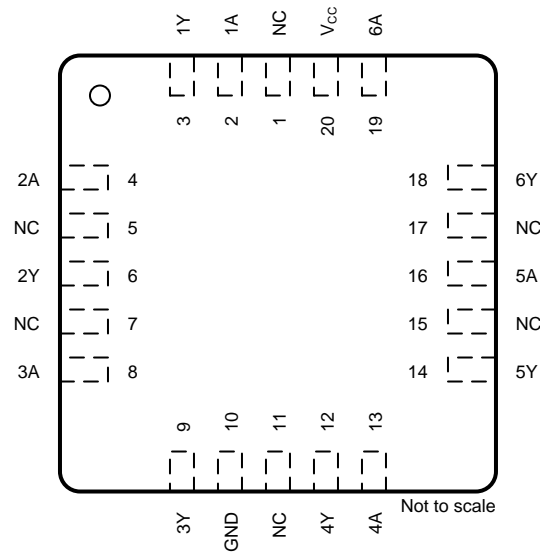 1Y 1A NC VCC 6A
3 2 1 20 19
2A 4 18 6Y
NC 5 17 NC
2Y 6 16 5A
NC 7 15 NC
3A 8 14 5Y
9 10 11 12 13
Not to scale
3Y GND NC 4Y 4A